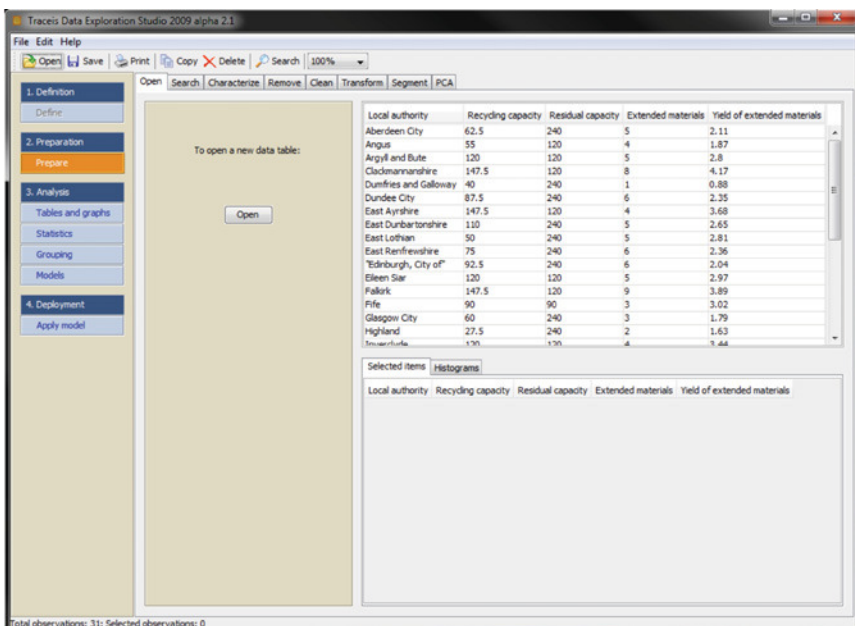 Traceis Data Exploration Studio 2009 alpha 2.1
File Edit Help
Open Save Print Copy Delete Search 100%
Open Search Characterize Remove Clean Transform Segment PCA
1. Definition
Define
2. Preparation
Prepare
3. Analysis
Tables and graphs
Statistics
Grouping
Models
4. Deployment
Apply model
To open a new data table:
Open
Local authority Recycling capacity Residual capacity Extended materials Yield of extended materials
Aberdeen City 62.5 240 5 2.11
Angus 55 120 4 1.87
Argyll and Bute 120 120 5 2.8
Clackmannanshire 147.5 120 8 4.17
Dumfries and Galloway 40 240 1 0.88
Dundee City 87.5 240 6 2.35
East Ayrshire 147.5 120 4 3.68
East Dunbartonshire 110 240 5 2.65
East Lothian 50 240 5 2.81
East Renfrewshire 75 240 6 2.36
"Edinburgh, City of" 92.5 240 6 2.04
Eileen Siar 120 120 5 2.97
Falkirk 147.5 120 9 3.89
Fife 90 90 3 3.02
Glasgow City 60 240 3 1.79
Highland 27.5 240 2 1.63
Inverclyde 120 120 4 3.44
Selected items Histograms
Local authority Recycling capacity Residual capacity Extended materials Yield of extended materials
Total observations: 31; Selected observations: 0